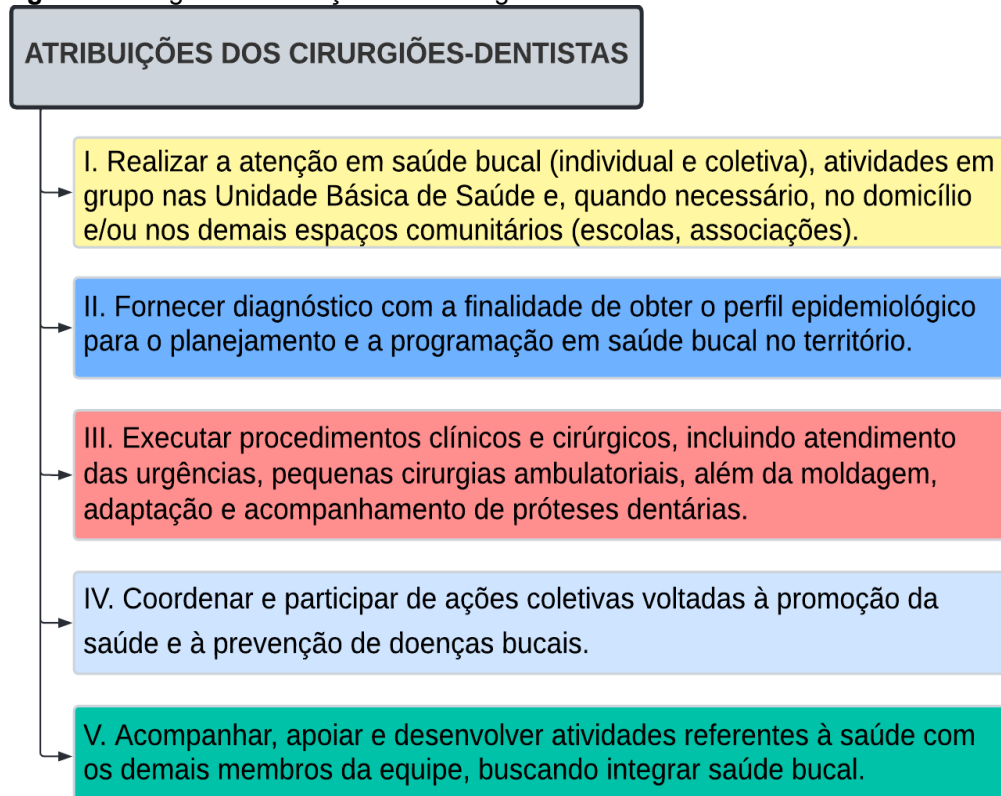 ATRIBUIÇÕES DOS CIRURGIÕES-DENTISTAS
I. Realizar a atenção em saúde bucal (individual e coletiva), atividades em
grupo nas Unidade Básica de Saúde e, quando necessário, no domicílio
e/ou nos demais espaços comunitários (escolas, associações).
II. Fornecer diagnóstico com a finalidade de obter o perfil epidemiológico
para o planejamento e a programação em saúde bucal no território.
III. Executar procedimentos clínicos e cirúrgicos, incluindo atendimento
das urgências, pequenas cirurgias ambulatoriais, além da moldagem,
adaptação e acompanhamento de próteses dentárias.
IV. Coordenar e participar de ações coletivas voltadas à promoção da
saúde e à prevenção de doenças bucais.
V. Acompanhar, apoiar e desenvolver atividades referentes à saúde com
os demais membros da equipe, buscando integrar saúde bucal.